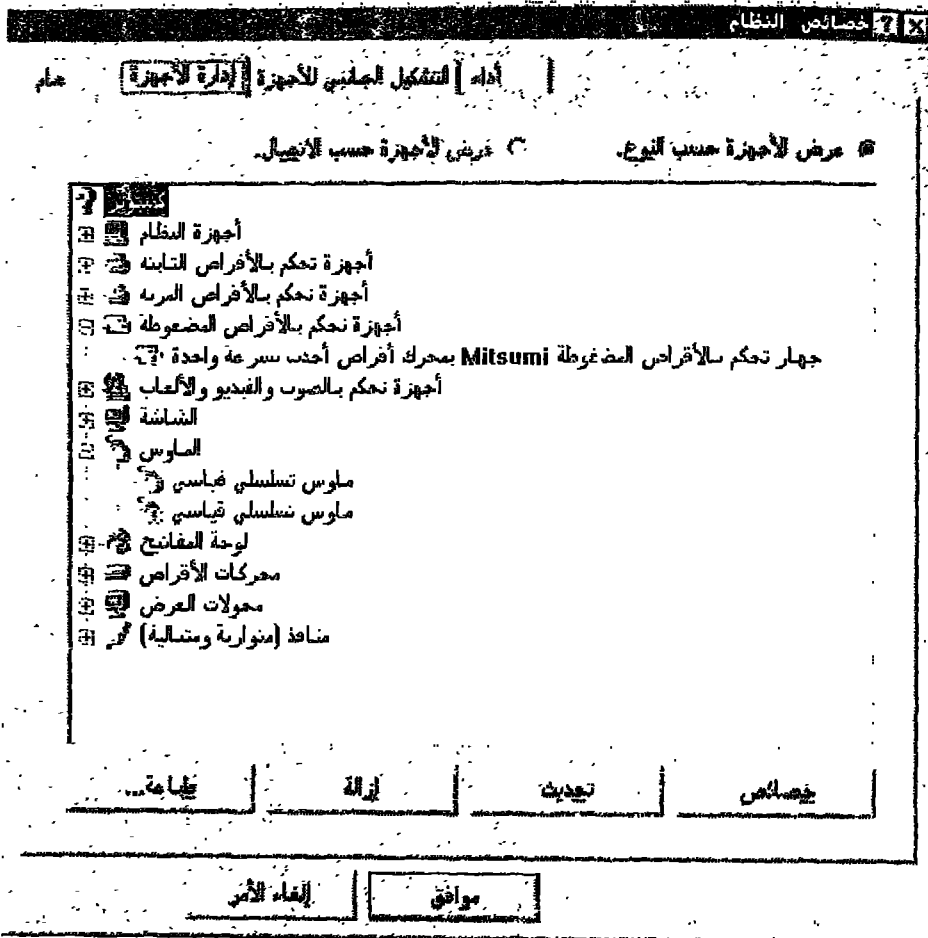 خصائص النظام
عام
إدارة الأجهزة
التشكيل الجانبي للأجهزة
أداء
عرض الأجهزة حسب النوع.
عرض الأجهزة حسب الاتصال.
كمبيوتر
أجهزة النظام
أجهزة تحكم بالأقراص الثابتة
أجهزة تحكم بالأقراص المرنة
أجهزة تحكم بالأقراص المضغوطة
جهاز تحكم بالأقراص المضغوطة Mitsumi بمحرك أقراص أحدث سرعة واحدة
أجهزة تحكم بالصوت والفيديو والألعاب
الشاشة
الماوس
ماوس تسلسلي قياسي
ماوس تسلسلي قياسي
لوحة المفاتيح
محركات الأقراص
محولات العرض
منافذ (متوازية ومتتالية)
خصائص
تحديث
إزالة
طباعة...
موافق
إلغاء الأمر